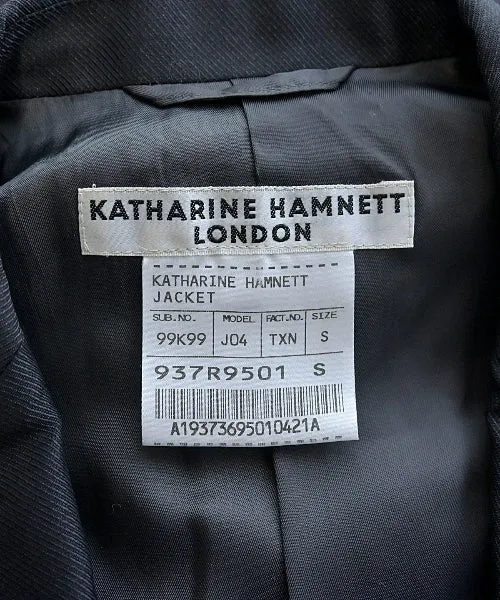 KATHARINE HAMNETT
LONDON
KATHARINE HAMNETT
JACKET
SUB.NO. MODEL FACT.NO. SIZE
99K99 J04 TXN S
937R9501 S
A19373695010421A